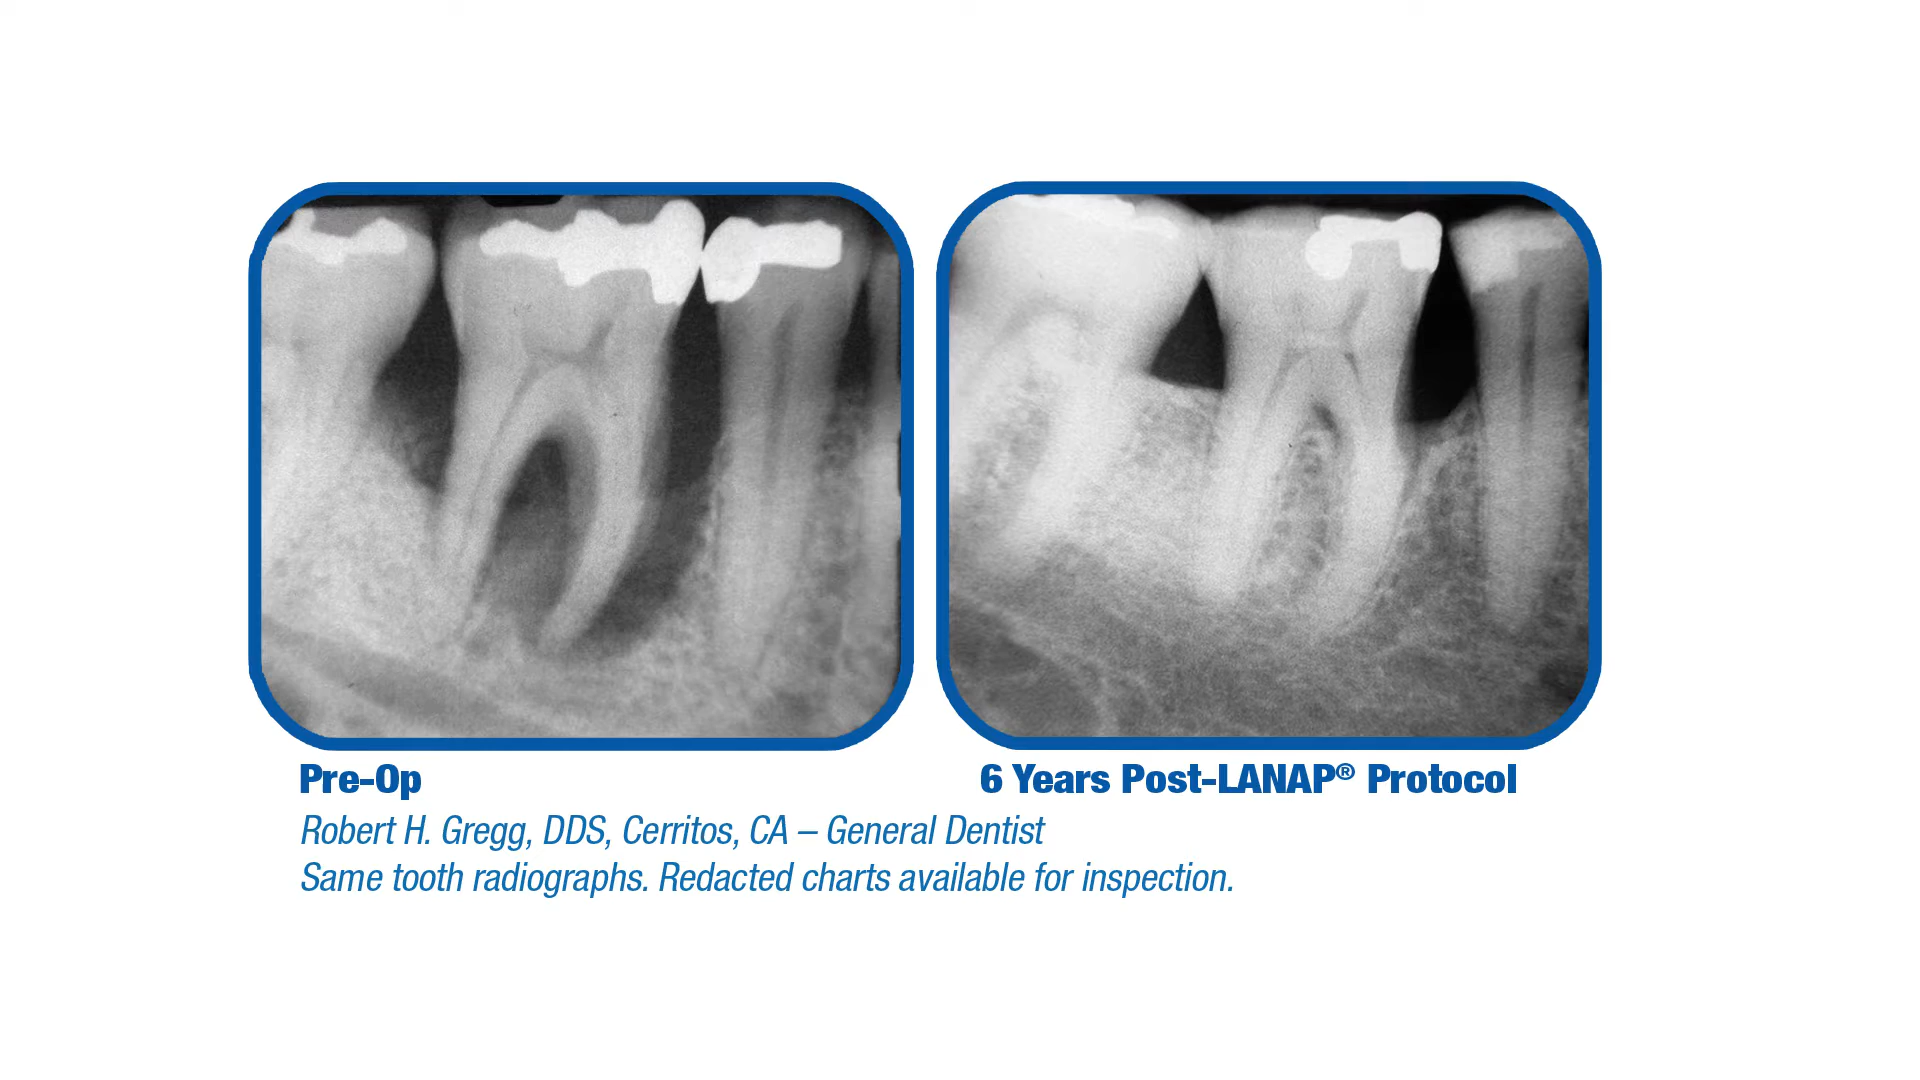 Pre-Op
6 Years Post-LANAP® Protocol
Robert H. Gregg, DDS, Cerritos, CA – General Dentist
Same tooth radiographs. Redacted charts available for inspection.